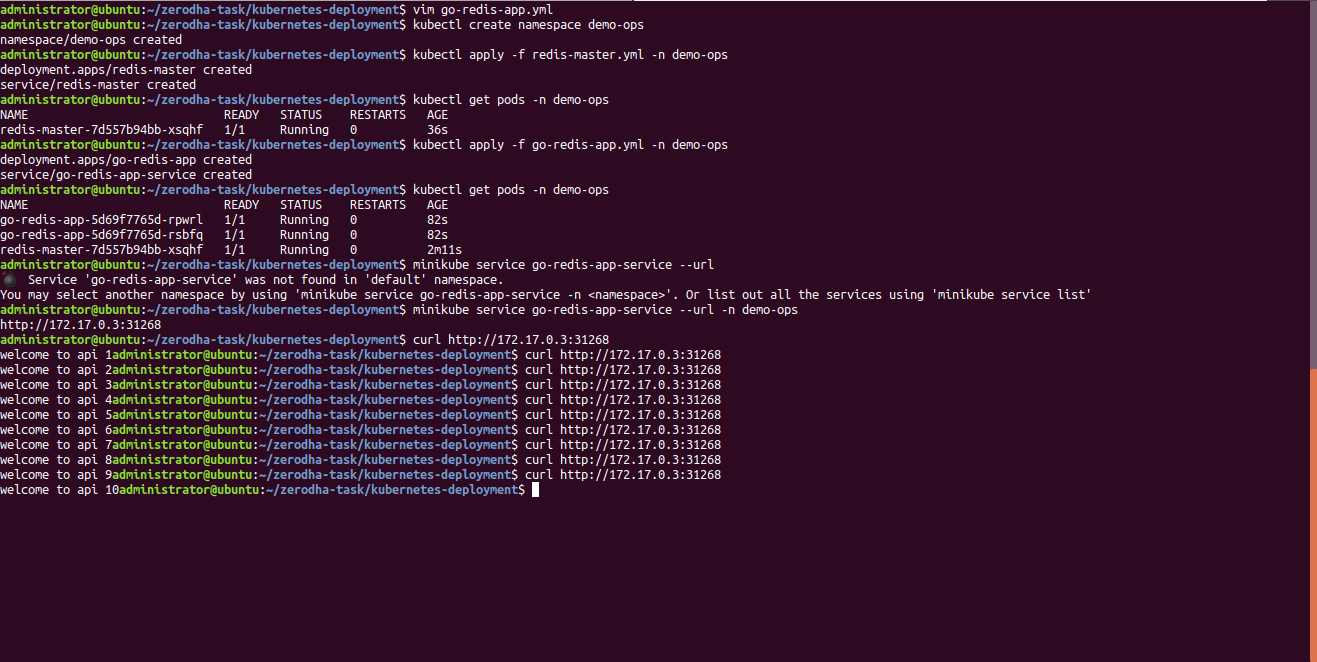 administrator@ubuntu:~/zerodha-task/kubernetes-deployment$ vim go-redis-app.yml
administrator@ubuntu:~/zerodha-task/kubernetes-deployment$ kubectl create namespace demo-ops
namespace/demo-ops created
administrator@ubuntu:~/zerodha-task/kubernetes-deployment$ kubectl apply -f redis-master.yml -n demo-ops
deployment.apps/redis-master created
service/redis-master created
administrator@ubuntu:~/zerodha-task/kubernetes-deployment$ kubectl get pods -n demo-ops
NAME                            READY   STATUS    RESTARTS   AGE
redis-master-7d557b94bb-xsqhf   1/1     Running   0          36s
administrator@ubuntu:~/zerodha-task/kubernetes-deployment$ kubectl apply -f go-redis-app.yml -n demo-ops
deployment.apps/go-redis-app created
service/go-redis-app-service created
administrator@ubuntu:~/zerodha-task/kubernetes-deployment$ kubectl get pods -n demo-ops
NAME                            READY   STATUS    RESTARTS   AGE
go-redis-app-5d69f7765d-rpwrl   1/1     Running   0          82s
go-redis-app-5d69f7765d-rsbfq   1/1     Running   0          82s
redis-master-7d557b94bb-xsqhf   1/1     Running   0          2m11s
administrator@ubuntu:~/zerodha-task/kubernetes-deployment$ minikube service go-redis-app-service --url
Service 'go-redis-app-service' was not found in 'default' namespace.
You may select another namespace by using 'minikube service go-redis-app-service -n <namespace>'. Or list out all the services using 'minikube service list'
administrator@ubuntu:~/zerodha-task/kubernetes-deployment$ minikube service go-redis-app-service --url -n demo-ops
http://172.17.0.3:31268
administrator@ubuntu:~/zerodha-task/kubernetes-deployment$ curl http://172.17.0.3:31268
welcome to api 1administrator@ubuntu:~/zerodha-task/kubernetes-deployment$ curl http://172.17.0.3:31268
welcome to api 2administrator@ubuntu:~/zerodha-task/kubernetes-deployment$ curl http://172.17.0.3:31268
welcome to api 3administrator@ubuntu:~/zerodha-task/kubernetes-deployment$ curl http://172.17.0.3:31268
welcome to api 4administrator@ubuntu:~/zerodha-task/kubernetes-deployment$ curl http://172.17.0.3:31268
welcome to api 5administrator@ubuntu:~/zerodha-task/kubernetes-deployment$ curl http://172.17.0.3:31268
welcome to api 6administrator@ubuntu:~/zerodha-task/kubernetes-deployment$ curl http://172.17.0.3:31268
welcome to api 7administrator@ubuntu:~/zerodha-task/kubernetes-deployment$ curl http://172.17.0.3:31268
welcome to api 8administrator@ubuntu:~/zerodha-task/kubernetes-deployment$ curl http://172.17.0.3:31268
welcome to api 9administrator@ubuntu:~/zerodha-task/kubernetes-deployment$ curl http://172.17.0.3:31268
welcome to api 10administrator@ubuntu:~/zerodha-task/kubernetes-deployment$